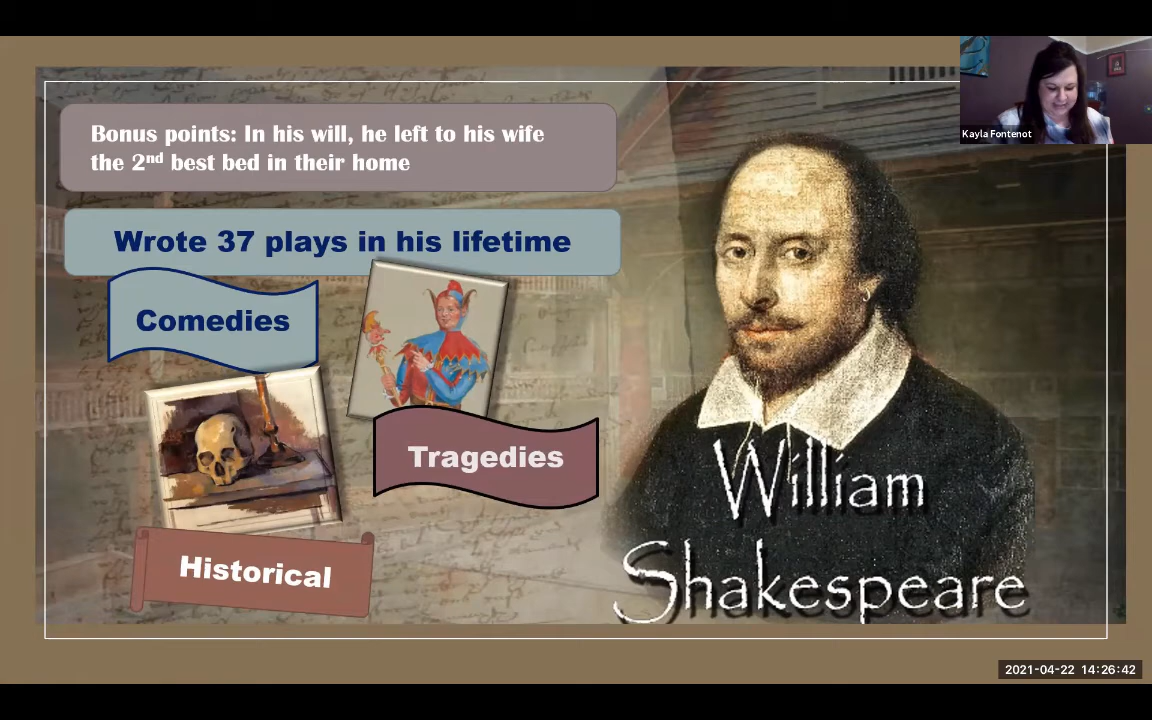 Kayla Fontenot
Bonus points: In his will, he left to his wife
the 2nd best bed in their home
Wrote 37 plays in his lifetime
Comedies
Tragedies
Historical
William
Shakespeare
2021-04-22 14:26:42